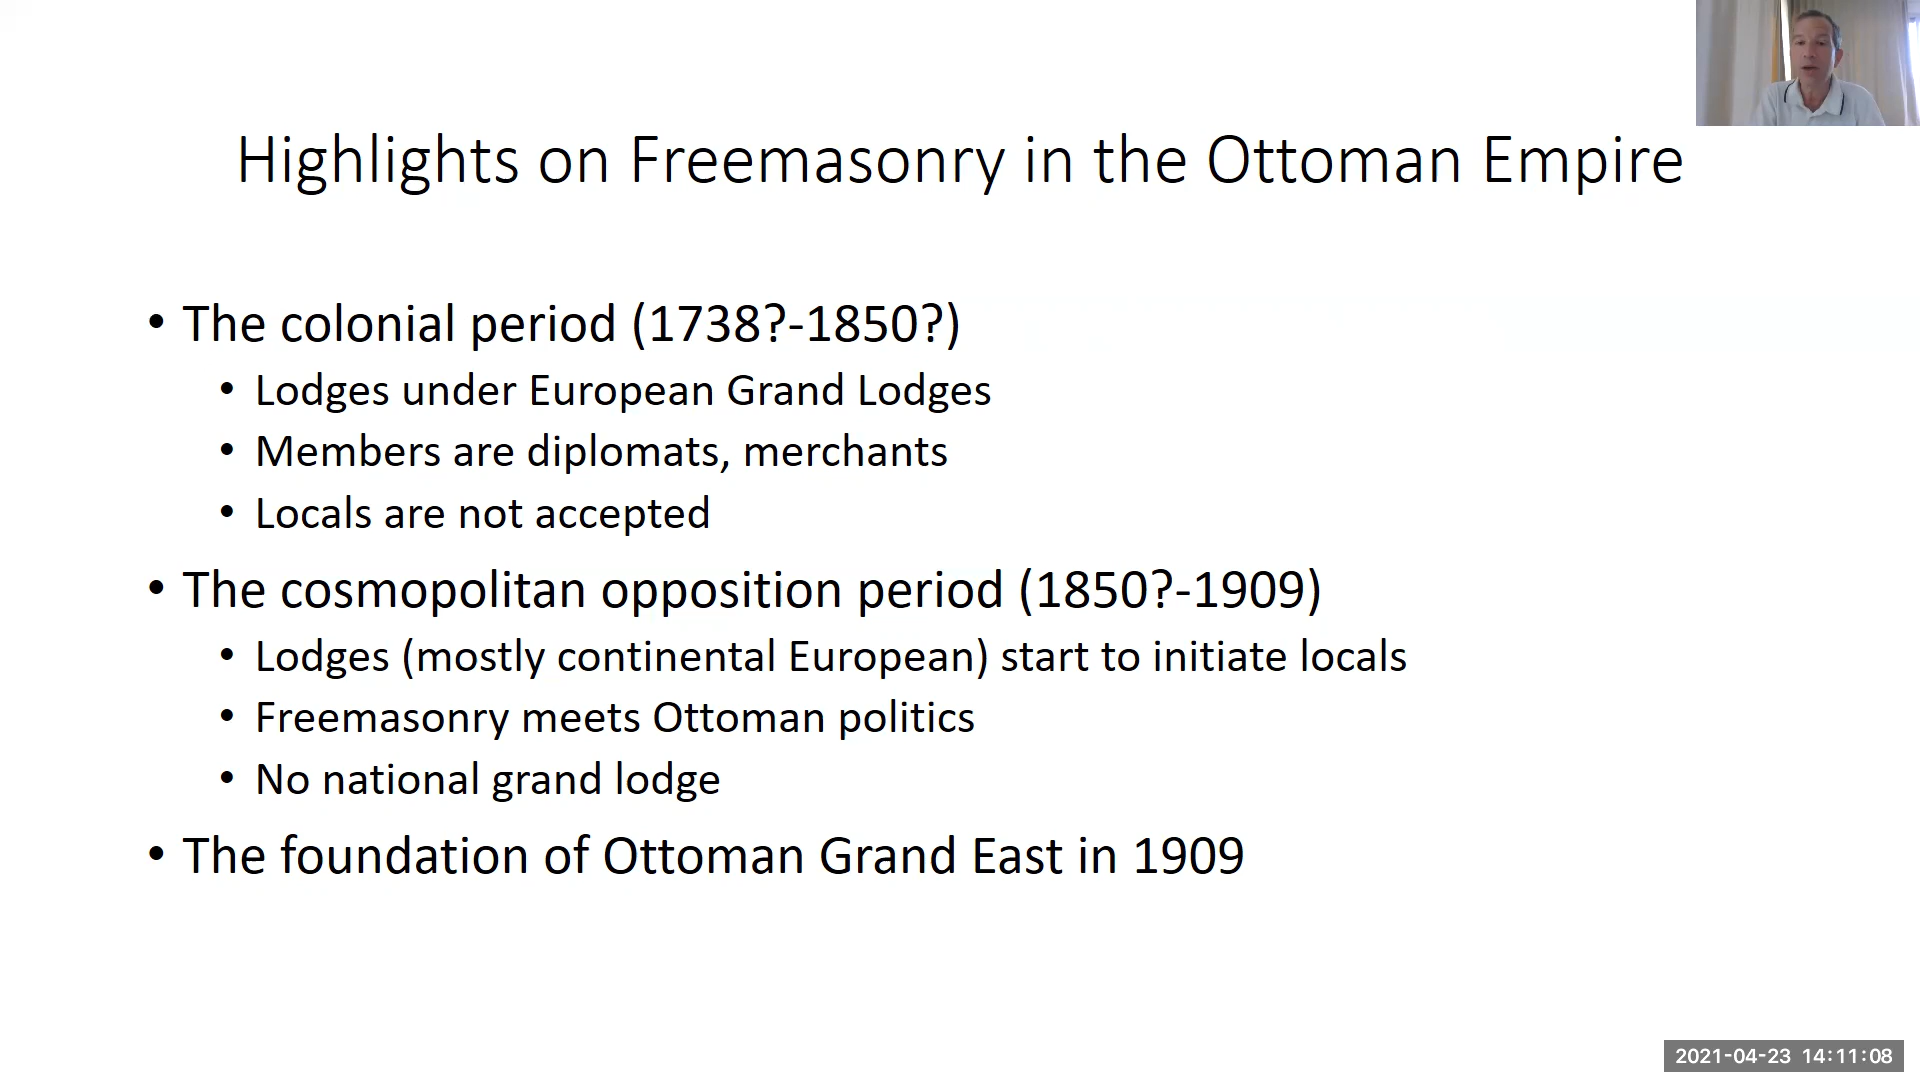 Highlights on Freemasonry in the Ottoman Empire
• The colonial period (1738?-1850?)
• Lodges under European Grand Lodges
• Members are diplomats, merchants
• Locals are not accepted
• The cosmopolitan opposition period (1850?-1909)
• Lodges (mostly continental European) start to initiate locals
• Freemasonry meets Ottoman politics
• No national grand lodge
• The foundation of Ottoman Grand East in 1909
2021-04-23 14:11:08